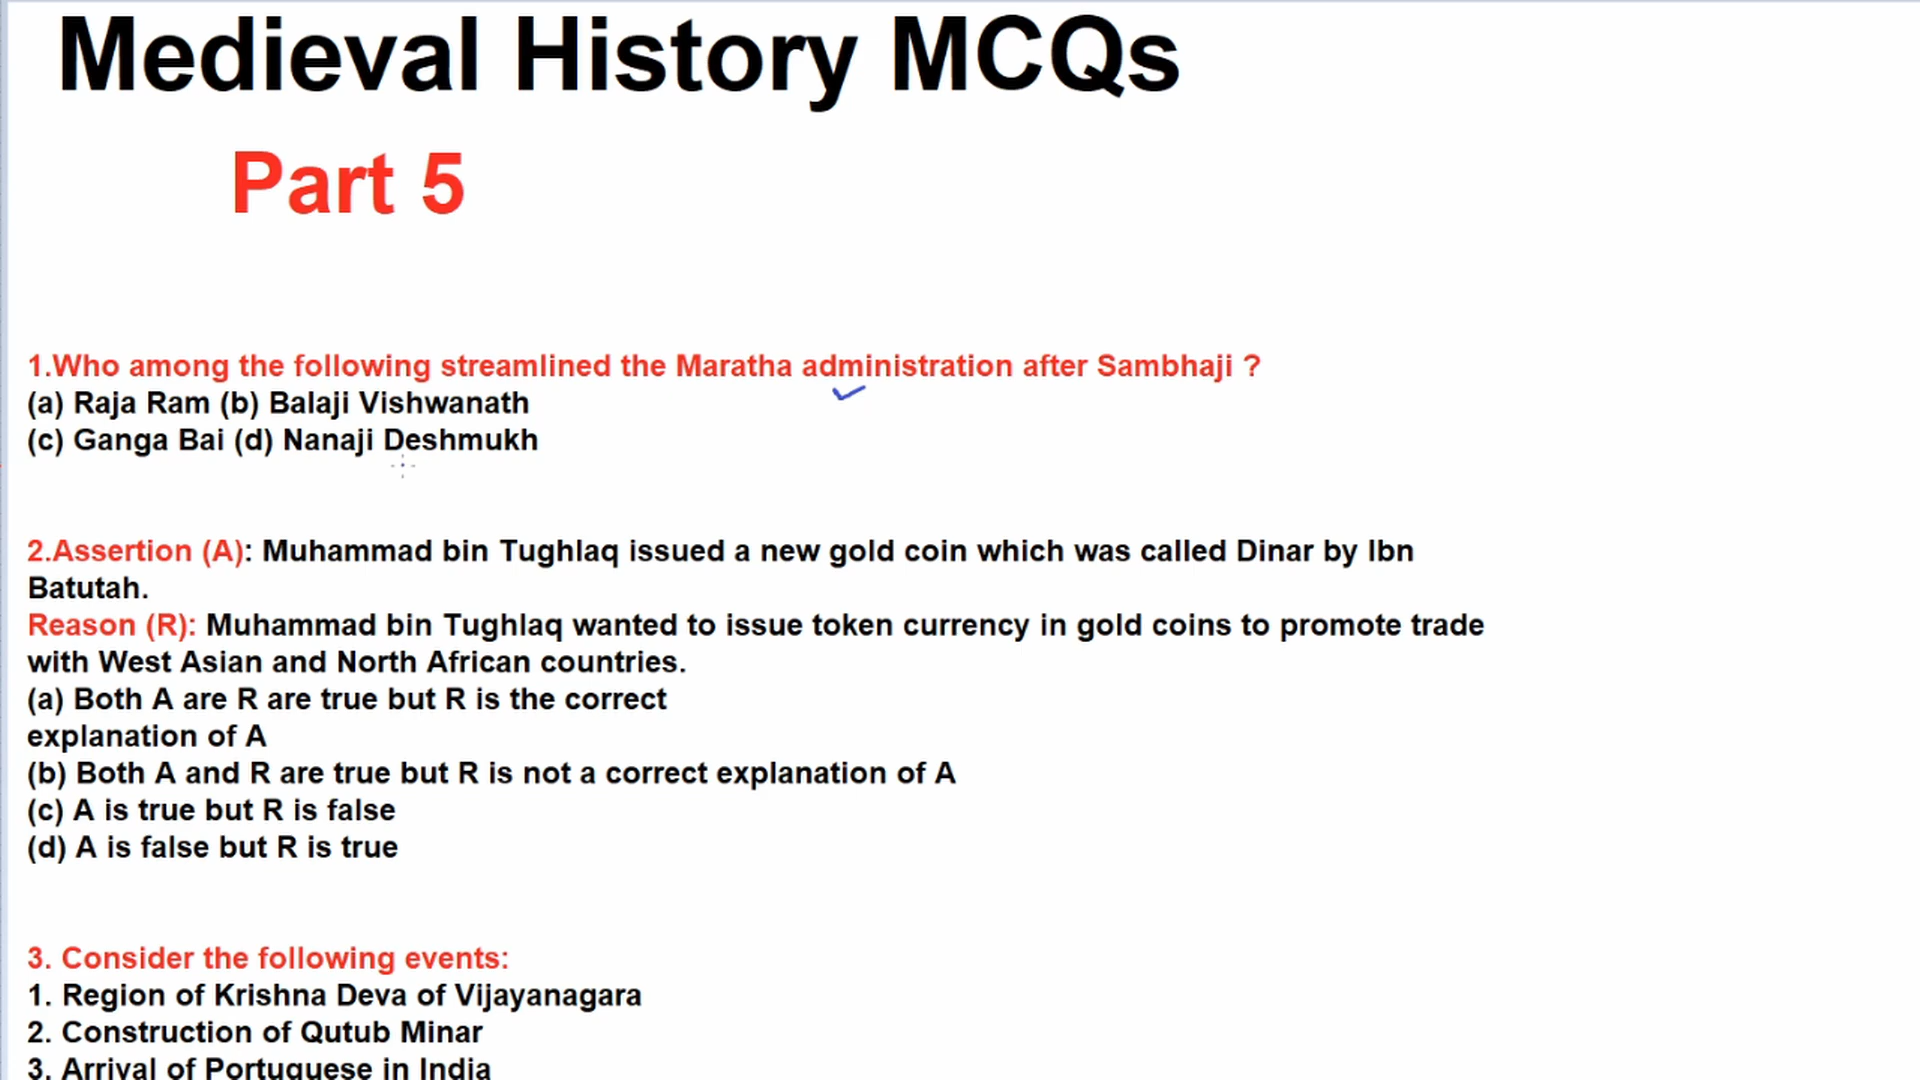 Medieval History MCQs
Part 5
1.Who among the following streamlined the Maratha administration after Sambhaji ?
(a) Raja Ram (b) Balaji Vishwanath
(c) Ganga Bai (d) Nanaji Deshmukh
2.Assertion (A): Muhammad bin Tughlaq issued a new gold coin which was called Dinar by Ibn
Batutah.
Reason (R): Muhammad bin Tughlaq wanted to issue token currency in gold coins to promote trade
with West Asian and North African countries.
(a) Both A are R are true but R is the correct
explanation of A
(b) Both A and R are true but R is not a correct explanation of A
(c) A is true but R is false
(d) A is false but R is true
3. Consider the following events:
1. Region of Krishna Deva of Vijayanagara
2. Construction of Qutub Minar
3. Arrival of Portuguese in India